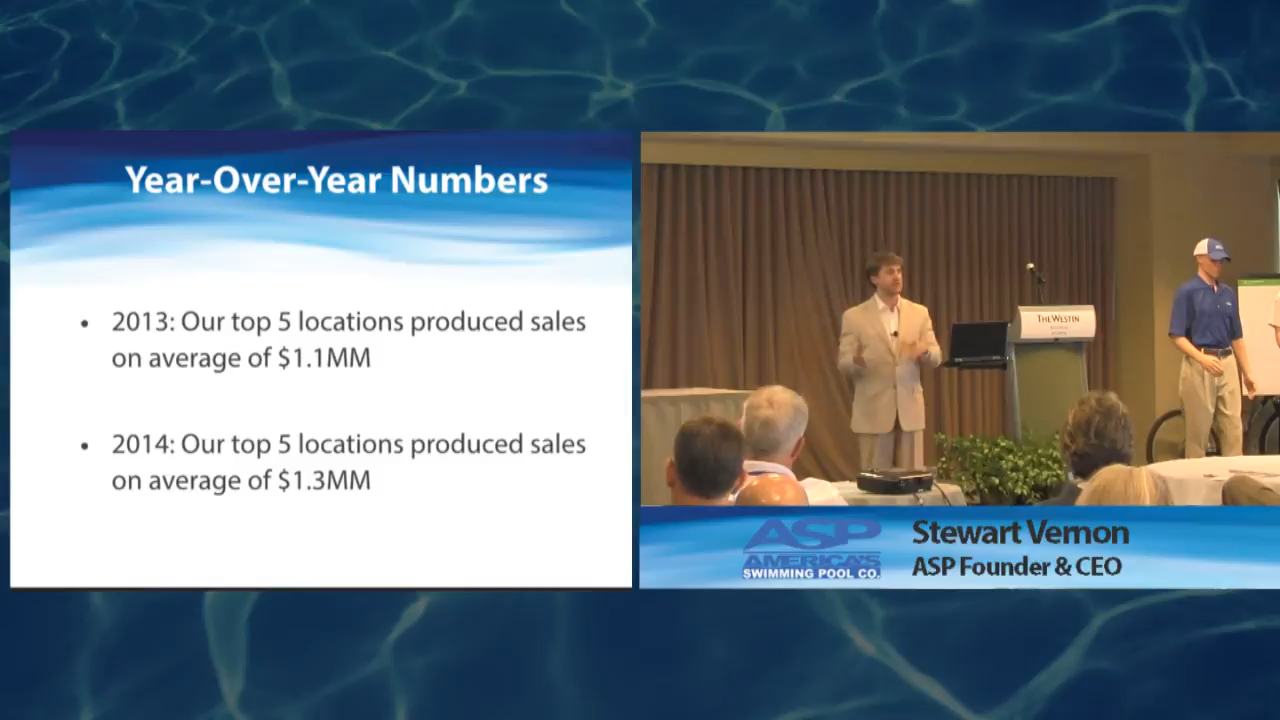 Year-Over-Year Numbers
• 2013: Our top 5 locations produced sales
on average of $1.1MM
• 2014: Our top 5 locations produced sales
on average of $1.3MM
THE WESTIN
ASP
AMERICA'S
SWIMMING POOL CO.
Stewart Vernon
ASP Founder & CEO